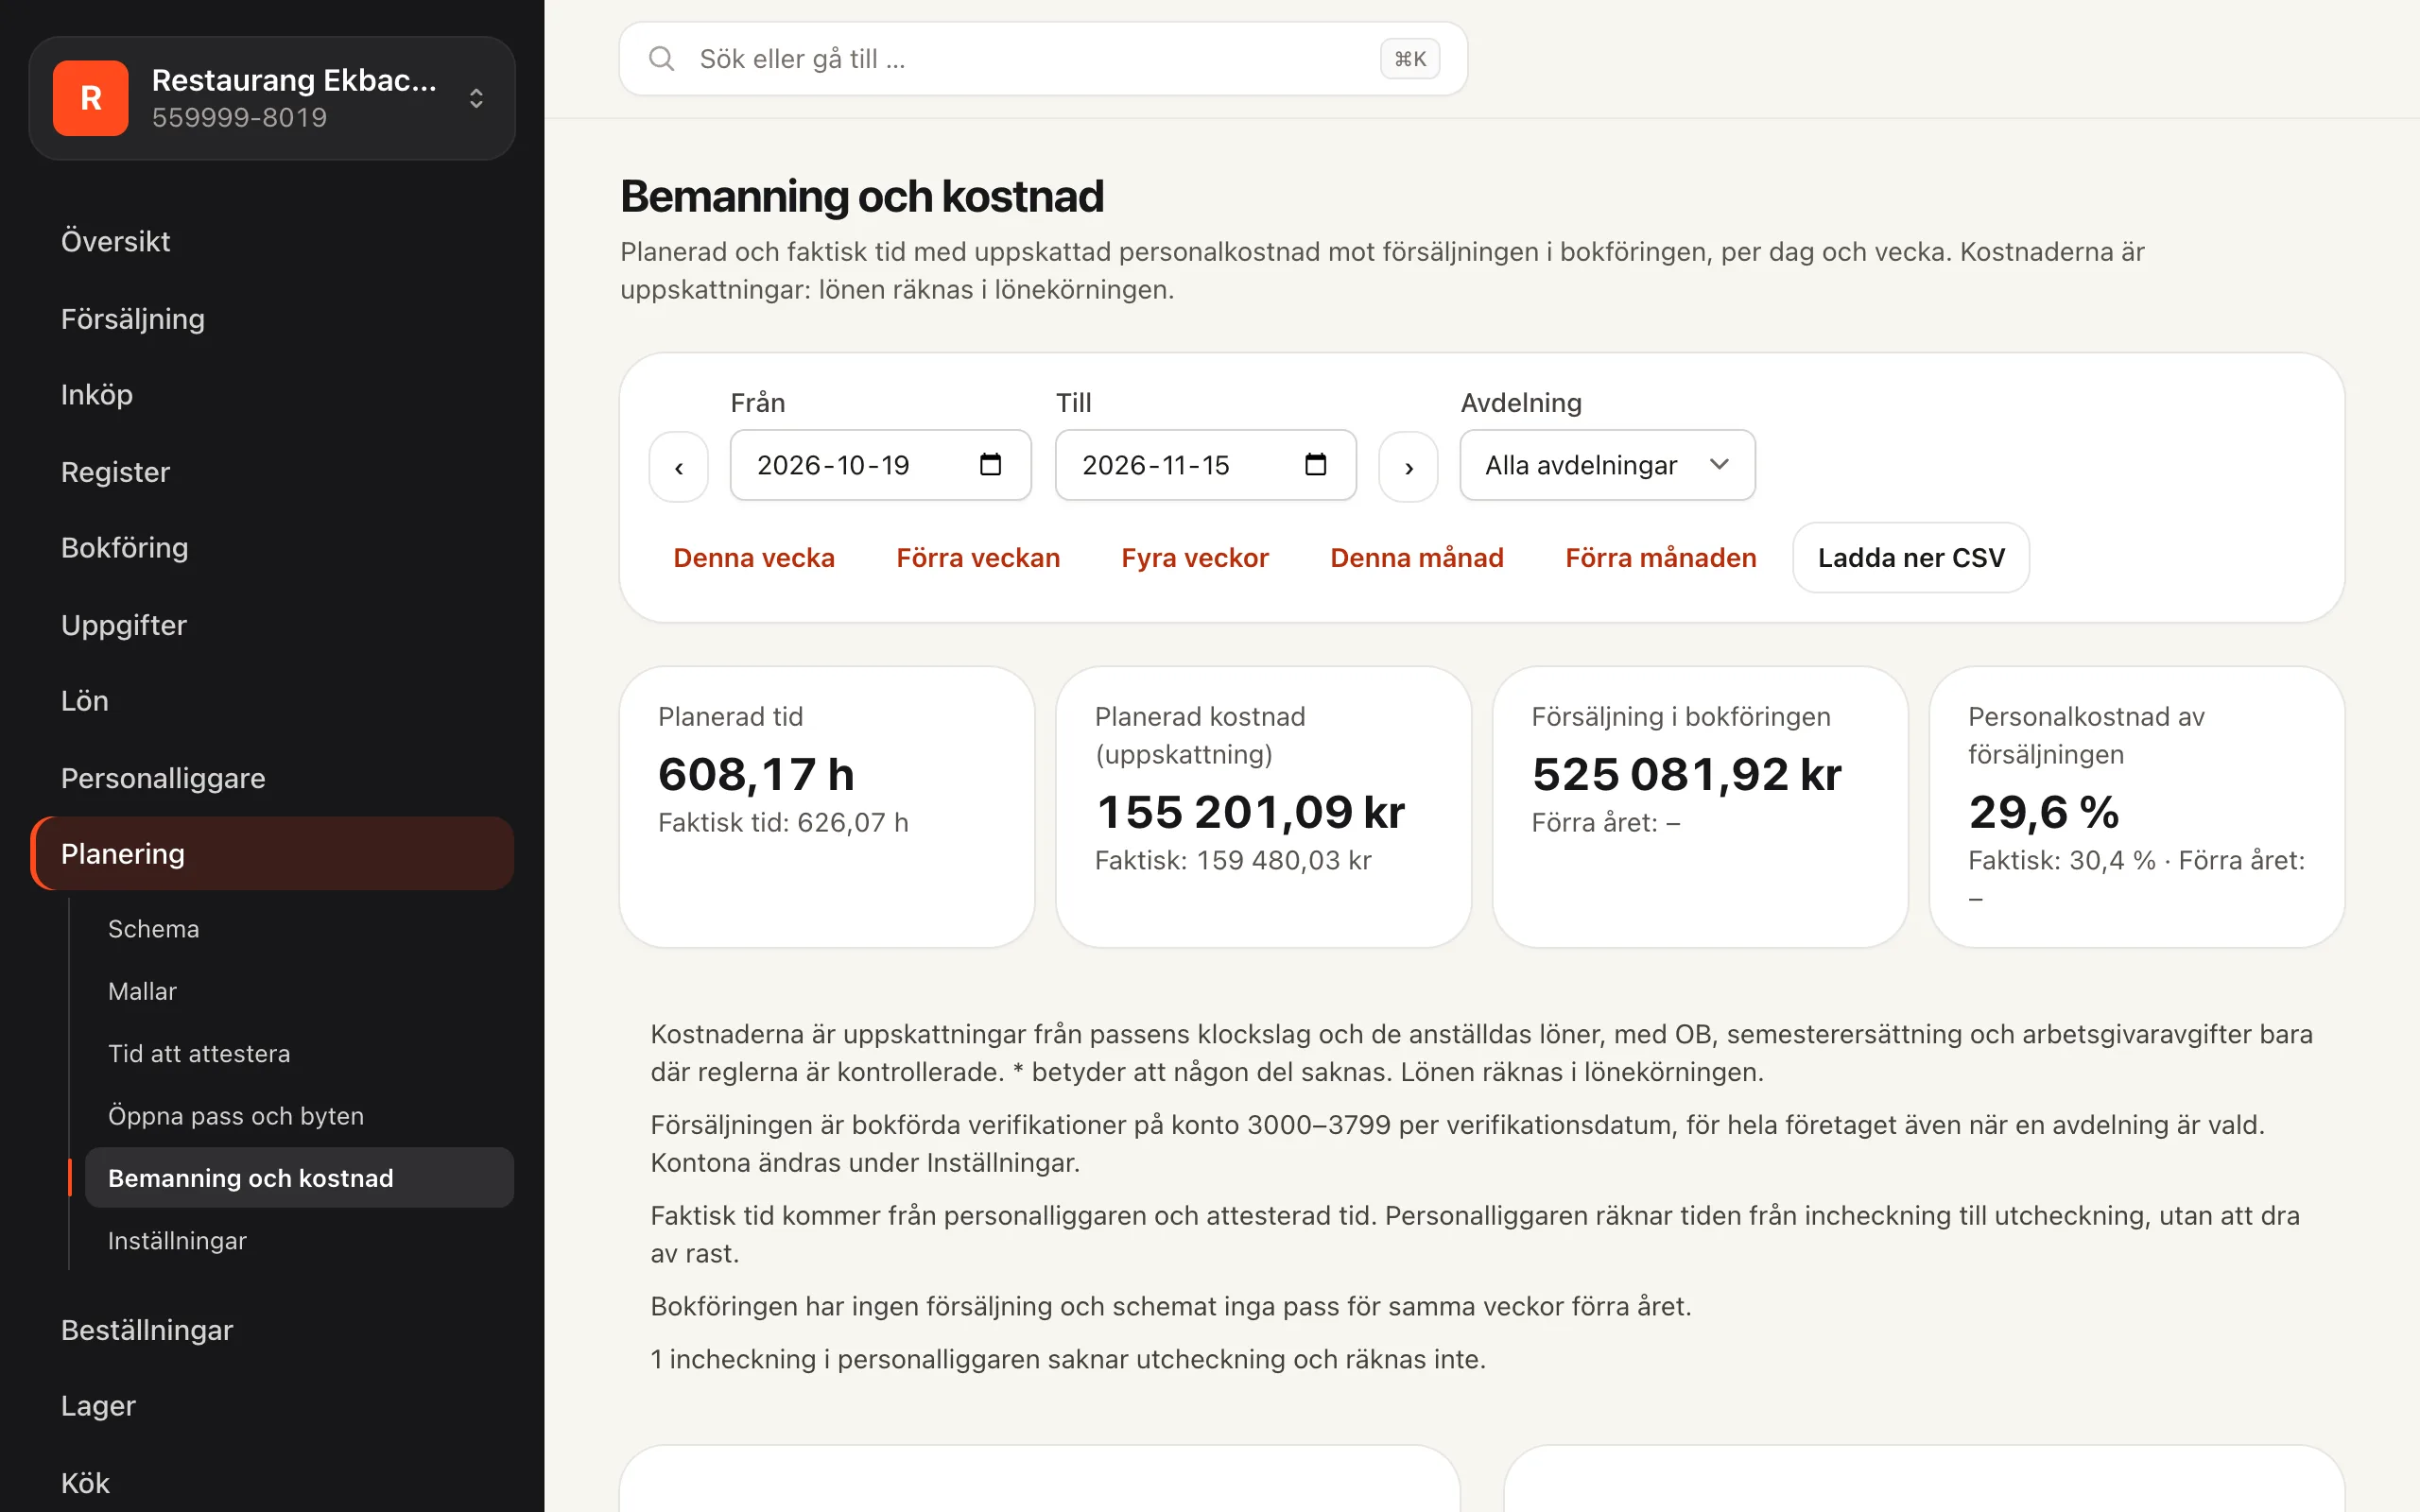 R
Restaurang Ekbac...
559999-8019
Översikt
Försäljning
Inköp
Register
Bokföring
Uppgifter
Lön
Personalliggare
Planering
Schema
Mallar
Tid att attestera
Öppna pass och byten
Bemanning och kostnad
Inställningar
Beställningar
Lager
Kök
Sök eller gå till ...
⌘K
Bemanning och kostnad
Planerad och faktisk tid med uppskattad personalkostnad mot försäljningen i bokföringen, per dag och vecka. Kostnaderna är
uppskattningar: lönen räknas i lönekörningen.
Från
Till
Avdelning
‹
2026-10-19
2026-11-15
›
Alla avdelningar
Denna vecka
Förra veckan
Fyra veckor
Denna månad
Förra månaden
Ladda ner CSV
Planerad tid
608,17 h
Faktisk tid: 626,07 h
Planerad kostnad
(uppskattning)
155 201,09 kr
Faktisk: 159 480,03 kr
Försäljning i bokföringen
525 081,92 kr
Förra året: –
Personalkostnad av
försäljningen
29,6 %
Faktisk: 30,4 % · Förra året:
–
Kostnaderna är uppskattningar från passens klockslag och de anställdas löner, med OB, semesterersättning och arbetsgivaravgifter bara
där reglerna är kontrollerade. * betyder att någon del saknas. Lönen räknas i lönekörningen.
Försäljningen är bokförda verifikationer på konto 3000–3799 per verifikationsdatum, för hela företaget även när en avdelning är vald.
Kontona ändras under Inställningar.
Faktisk tid kommer från personalliggaren och attesterad tid. Personalliggaren räknar tiden från incheckning till utcheckning, utan att dra
av rast.
Bokföringen har ingen försäljning och schemat inga pass för samma veckor förra året.
1 incheckning i personalliggaren saknar utcheckning och räknas inte.